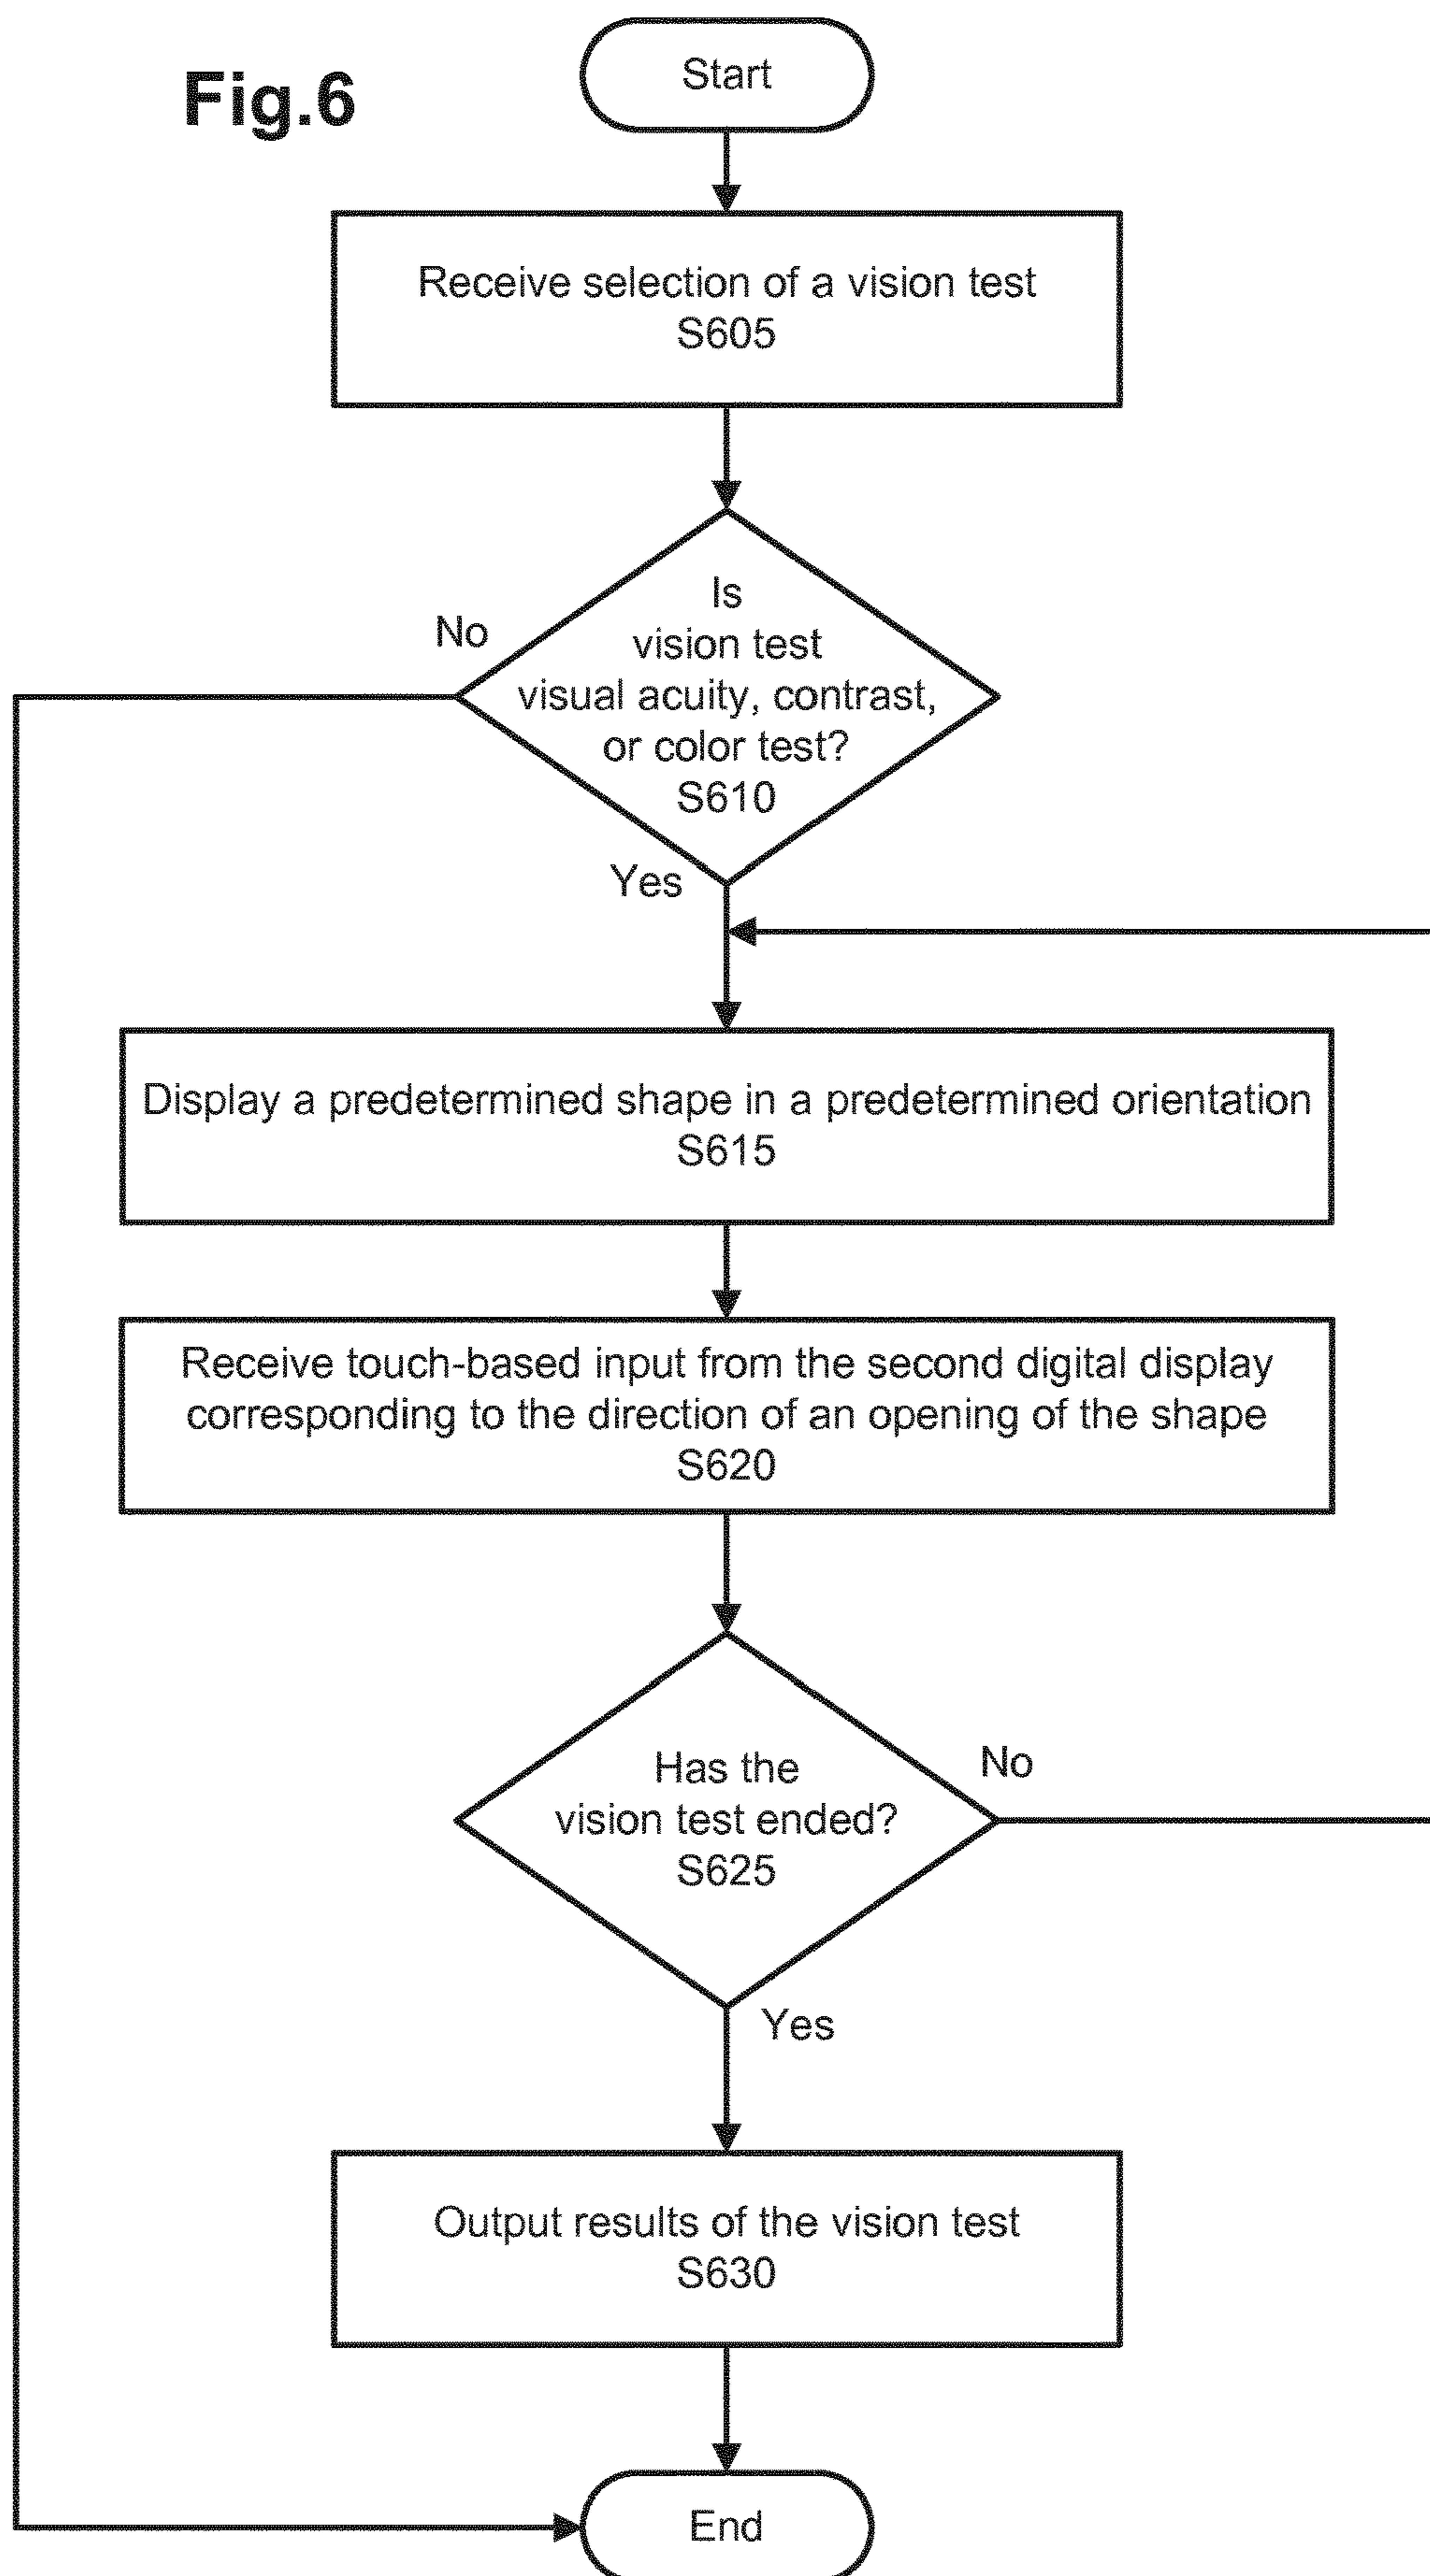 Fig.6
Start
Receive selection of a vision test
S605
Is
vision test
visual acuity, contrast,
or color test?
S610
No
Yes
Display a predetermined shape in a predetermined orientation
S615
Receive touch-based input from the second digital display
corresponding to the direction of an opening of the shape
S620
Has the
vision test ended?
S625
No
Yes
Output results of the vision test
S630
End